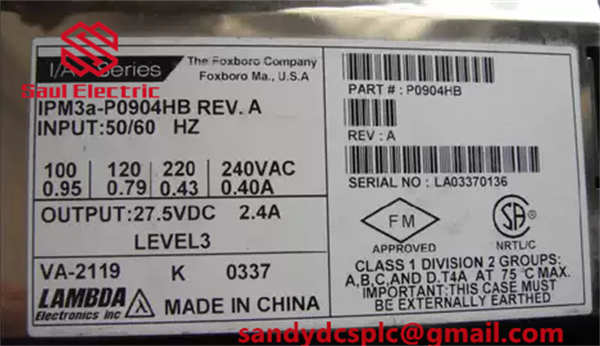 Saul Electric
I/A Series
The Foxboro Company
Foxboro Ma., U.S.A
IPM3a-P0904HB REV. A
INPUT:50/60 HZ
100 120 220 240VAC
0.95 0.79 0.43 0.40A
OUTPUT:27.5VDC 2.4A
LEVEL3
VA-2119 K 0337
LAMBDA
Electronics inc
MADE IN CHINA
PART # : P0904HB
REV : A
SERIAL NO : LA03370136
FM
SA
NRTL/C
CLASS 1 DIVISION 2 GROUPS:
A,B,C,AND D.T4A AT 75°C MAX.
IMPORTANT:THIS CASE MUST
BE EXTERNALLY EARTHED
sandydcsplc@gmail.com